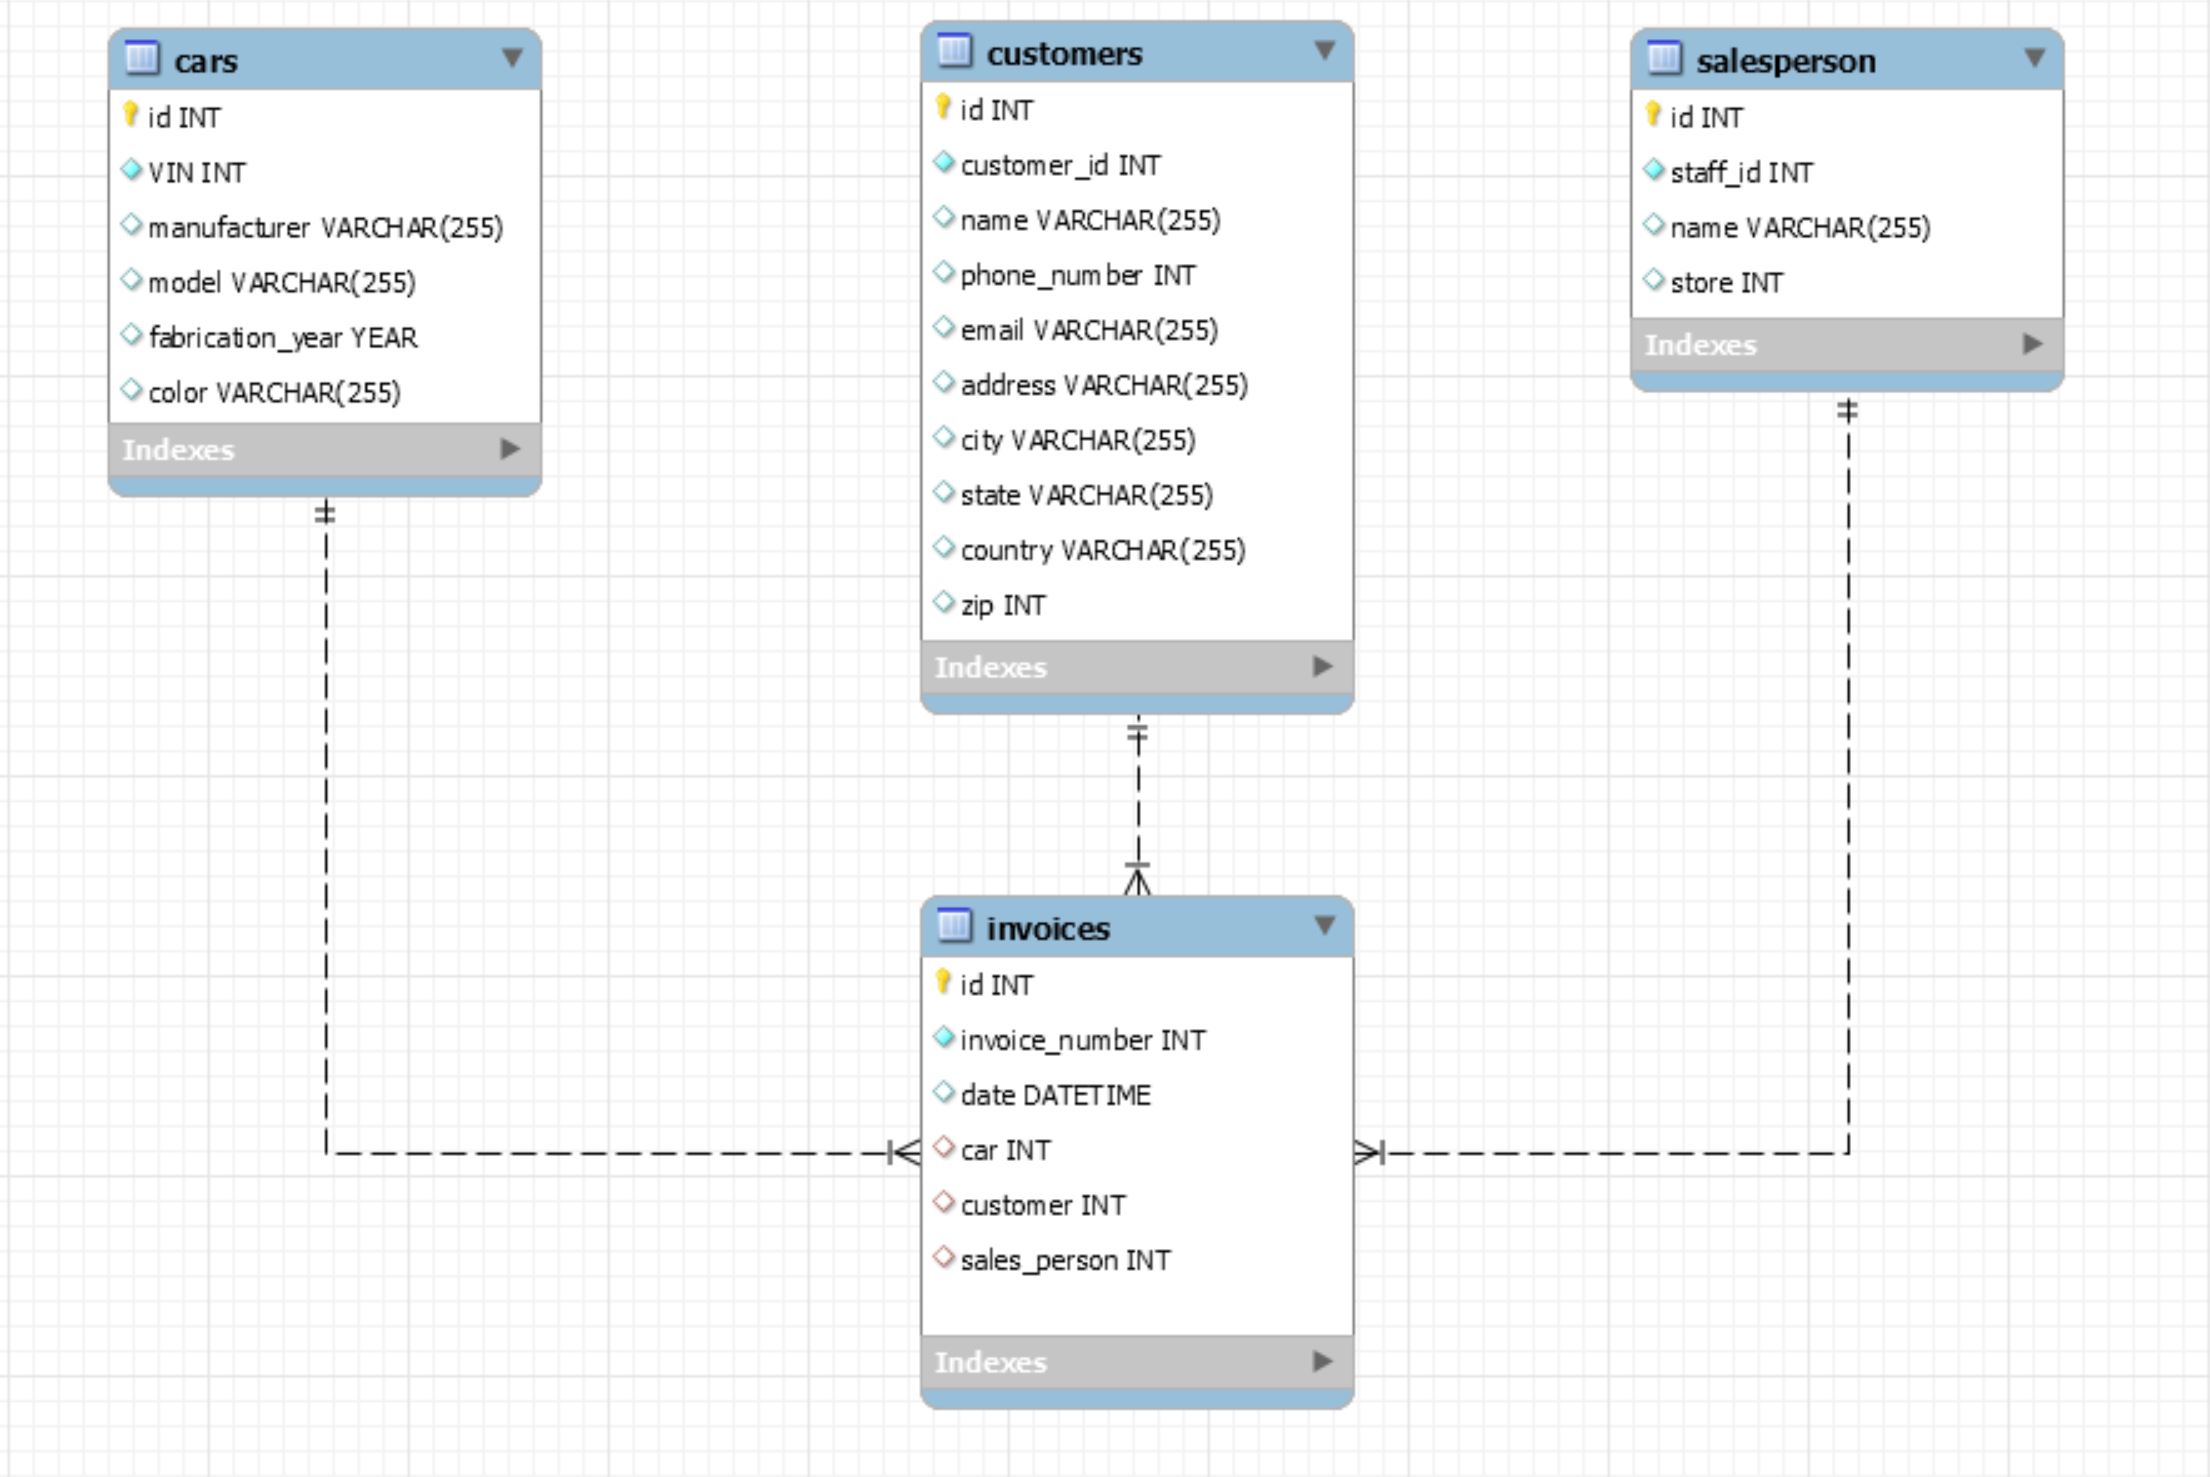 cars
id INT
VIN INT
manufacturer VARCHAR(255)
model VARCHAR(255)
fabrication_year YEAR
color VARCHAR(255)
Indexes
customers
id INT
customer_id INT
name VARCHAR(255)
phone_number INT
email VARCHAR(255)
address VARCHAR(255)
city VARCHAR(255)
state VARCHAR(255)
country VARCHAR(255)
zip INT
Indexes
salesperson
id INT
staff_id INT
name VARCHAR(255)
store INT
Indexes
invoices
id INT
invoice_number INT
date DATETIME
car INT
customer INT
sales_person INT
Indexes